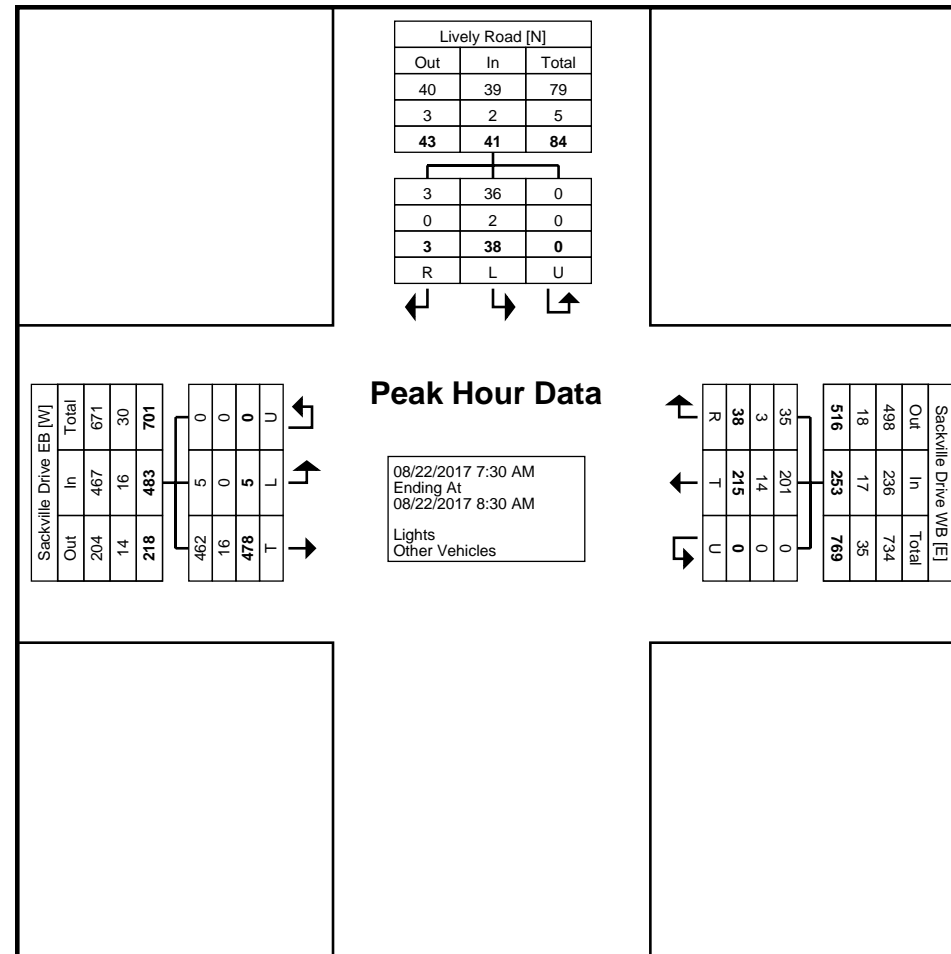 Lively Road [N]
Out In Total
40 39 79
3 2 5
43 41 84
3 36 0
0 2 0
3 38 0
R L U
Peak Hour Data
08/22/2017 7:30 AM
Ending At
08/22/2017 8:30 AM
Lights
Other Vehicles
Sackville Drive EB [W]
Out In Total
204 467 671
14 16 30
218 483 701
462 5 0
16 0 0
478 5 0
T L U
Sackville Drive WB [E]
Out In Total
498 236 734
18 17 35
516 253 769
35 201 0
3 14 0
38 215 0
R T U